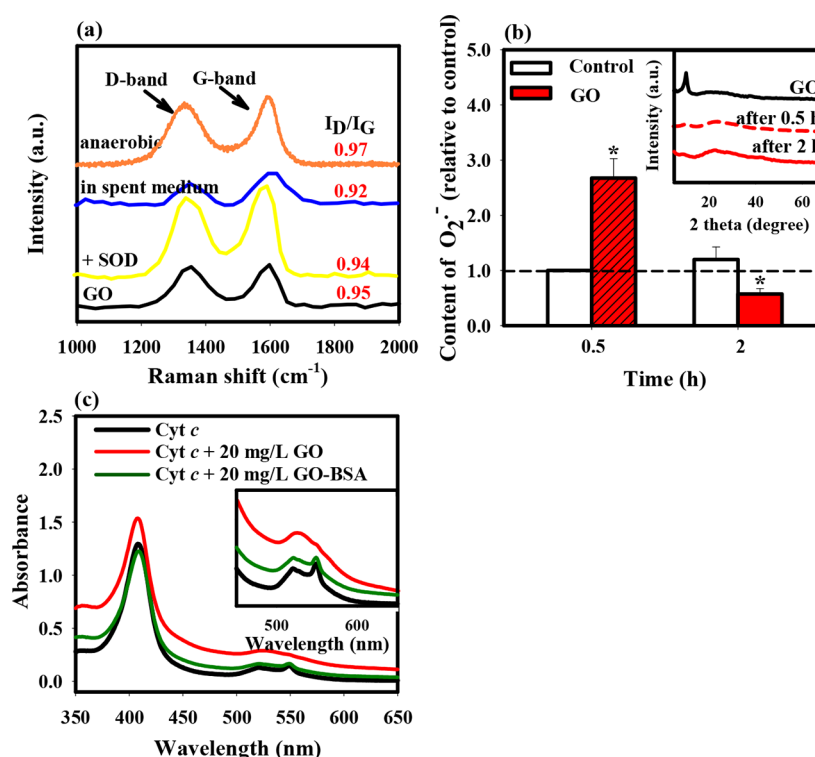 (a)
D-band
G-band
I_D/I_G
anaerobic
0.97
in spent medium
0.92
+ SOD
0.94
GO
0.95
Intensity (a.u.)
1000 1200 1400 1600 1800 2000
Raman shift (cm⁻¹)
(b)
5.0
4.0
3.0
2.0
1.0
0.0
Content of O₂·⁻ (relative to control)
Control
GO
*
*
0.5 2
Time (h)
Intensity (a.u.)
GO
after 0.5 h
after 2 h
20 40 60
2 theta (degree)
(c)
2.5
2.0
1.5
1.0
0.5
0.0
Absorbance
Cyt c
Cyt c + 20 mg/L GO
Cyt c + 20 mg/L GO-BSA
500 600
Wavelength (nm)
350 400 450 500 550 600 650
Wavelength (nm)